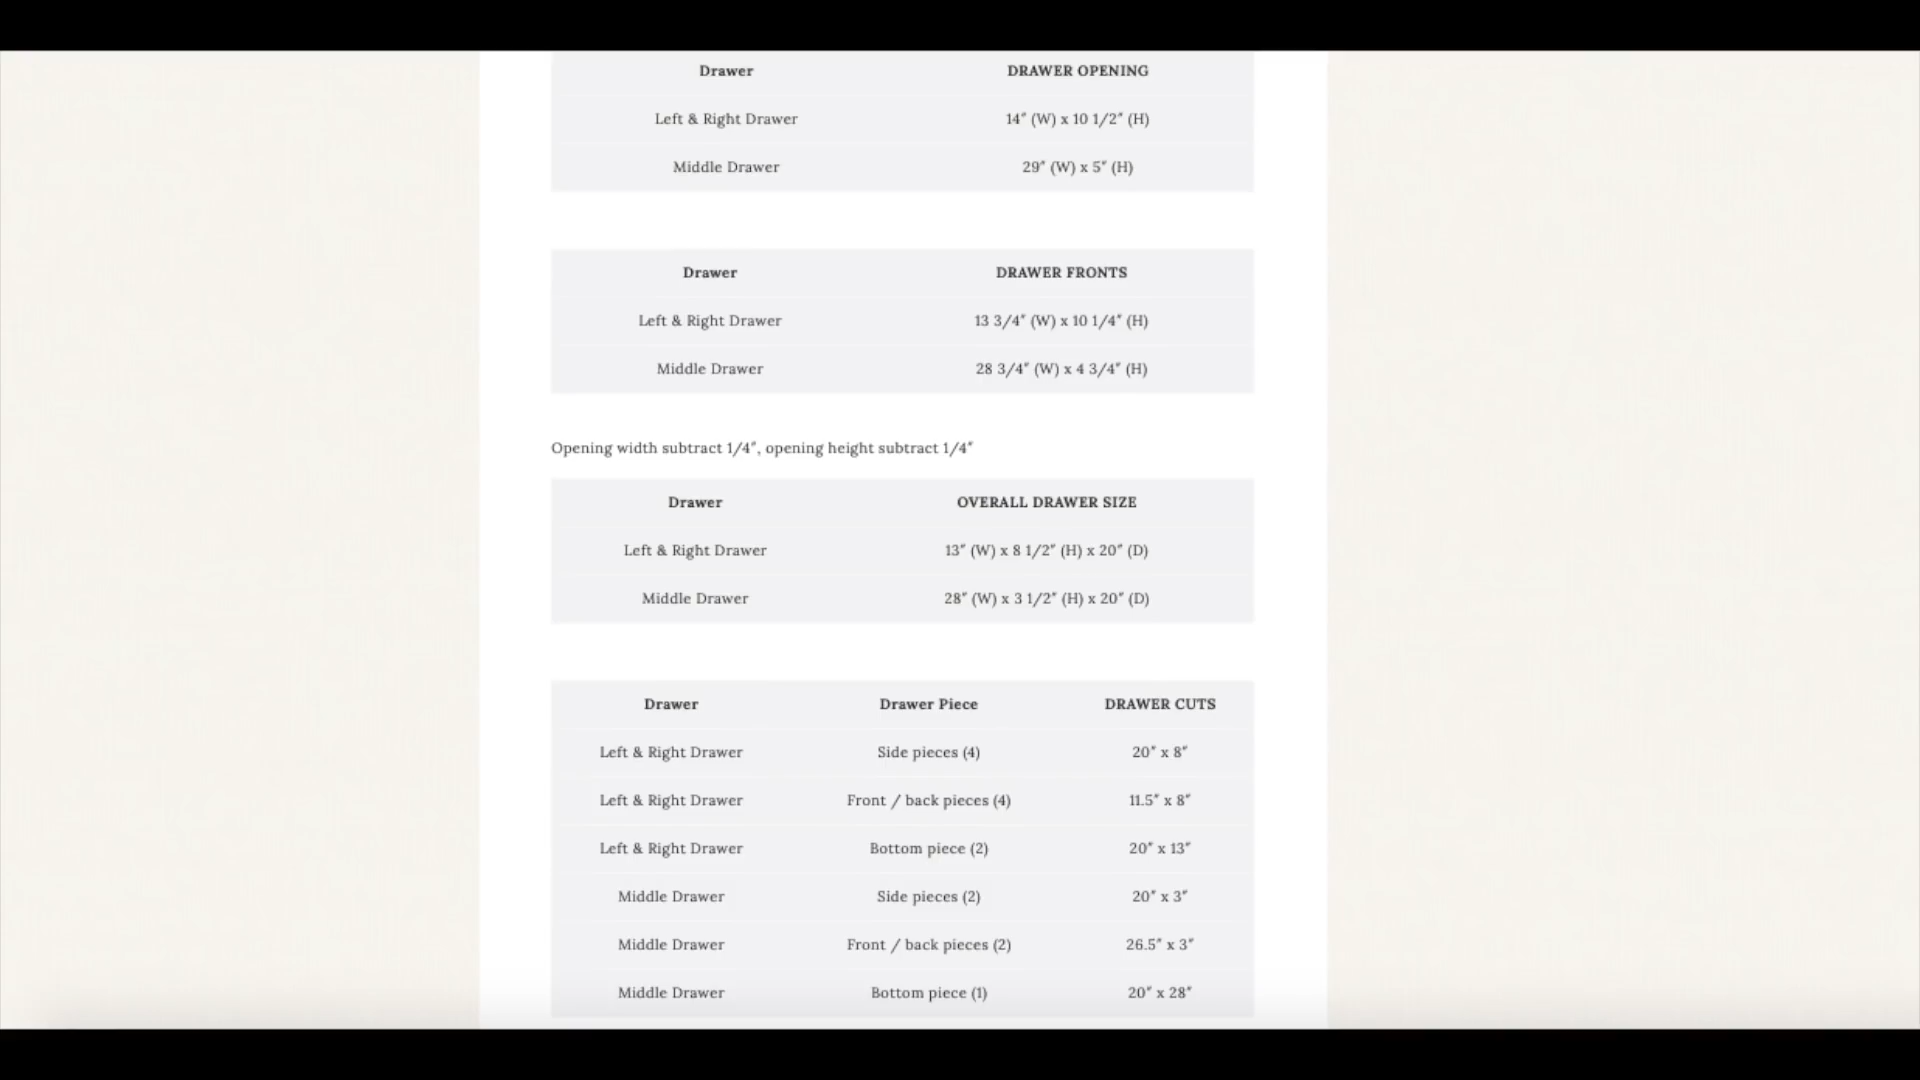 Drawer DRAWER OPENING
Left & Right Drawer 14″ (W) x 10 1/2″ (H)
Middle Drawer 29″ (W) x 5″ (H)
Drawer DRAWER FRONTS
Left & Right Drawer 13 3/4″ (W) x 10 1/4″ (H)
Middle Drawer 28 3/4″ (W) x 4 3/4″ (H)
Opening width subtract 1/4″, opening height subtract 1/4″
Drawer OVERALL DRAWER SIZE
Left & Right Drawer 13″ (W) x 8 1/2″ (H) x 20″ (D)
Middle Drawer 28″ (W) x 3 1/2″ (H) x 20″ (D)
Drawer Drawer Piece DRAWER CUTS
Left & Right Drawer Side pieces (4) 20″ x 8″
Left & Right Drawer Front / back pieces (4) 11.5″ x 8″
Left & Right Drawer Bottom piece (2) 20″ x 13″
Middle Drawer Side pieces (2) 20″ x 3″
Middle Drawer Front / back pieces (2) 26.5″ x 3″
Middle Drawer Bottom piece (1) 20″ x 28″